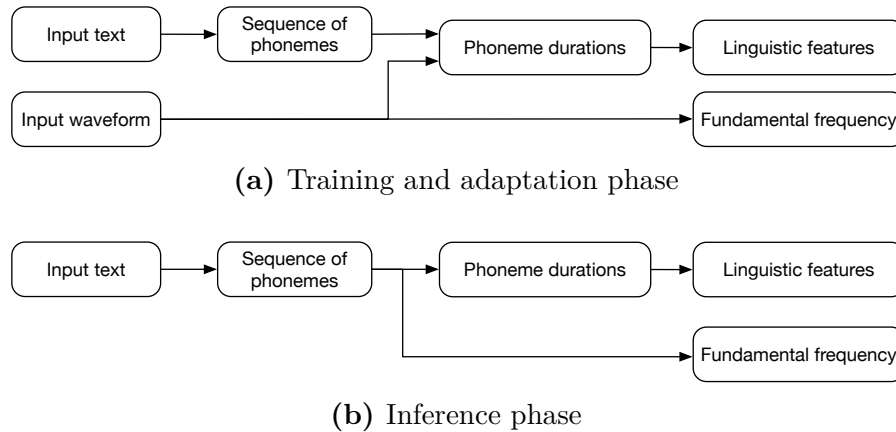 Input text
Sequence of
phonemes
Phoneme durations
Linguistic features
Input waveform
Fundamental frequency
(a) Training and adaptation phase
Input text
Sequence of
phonemes
Phoneme durations
Linguistic features
Fundamental frequency
(b) Inference phase